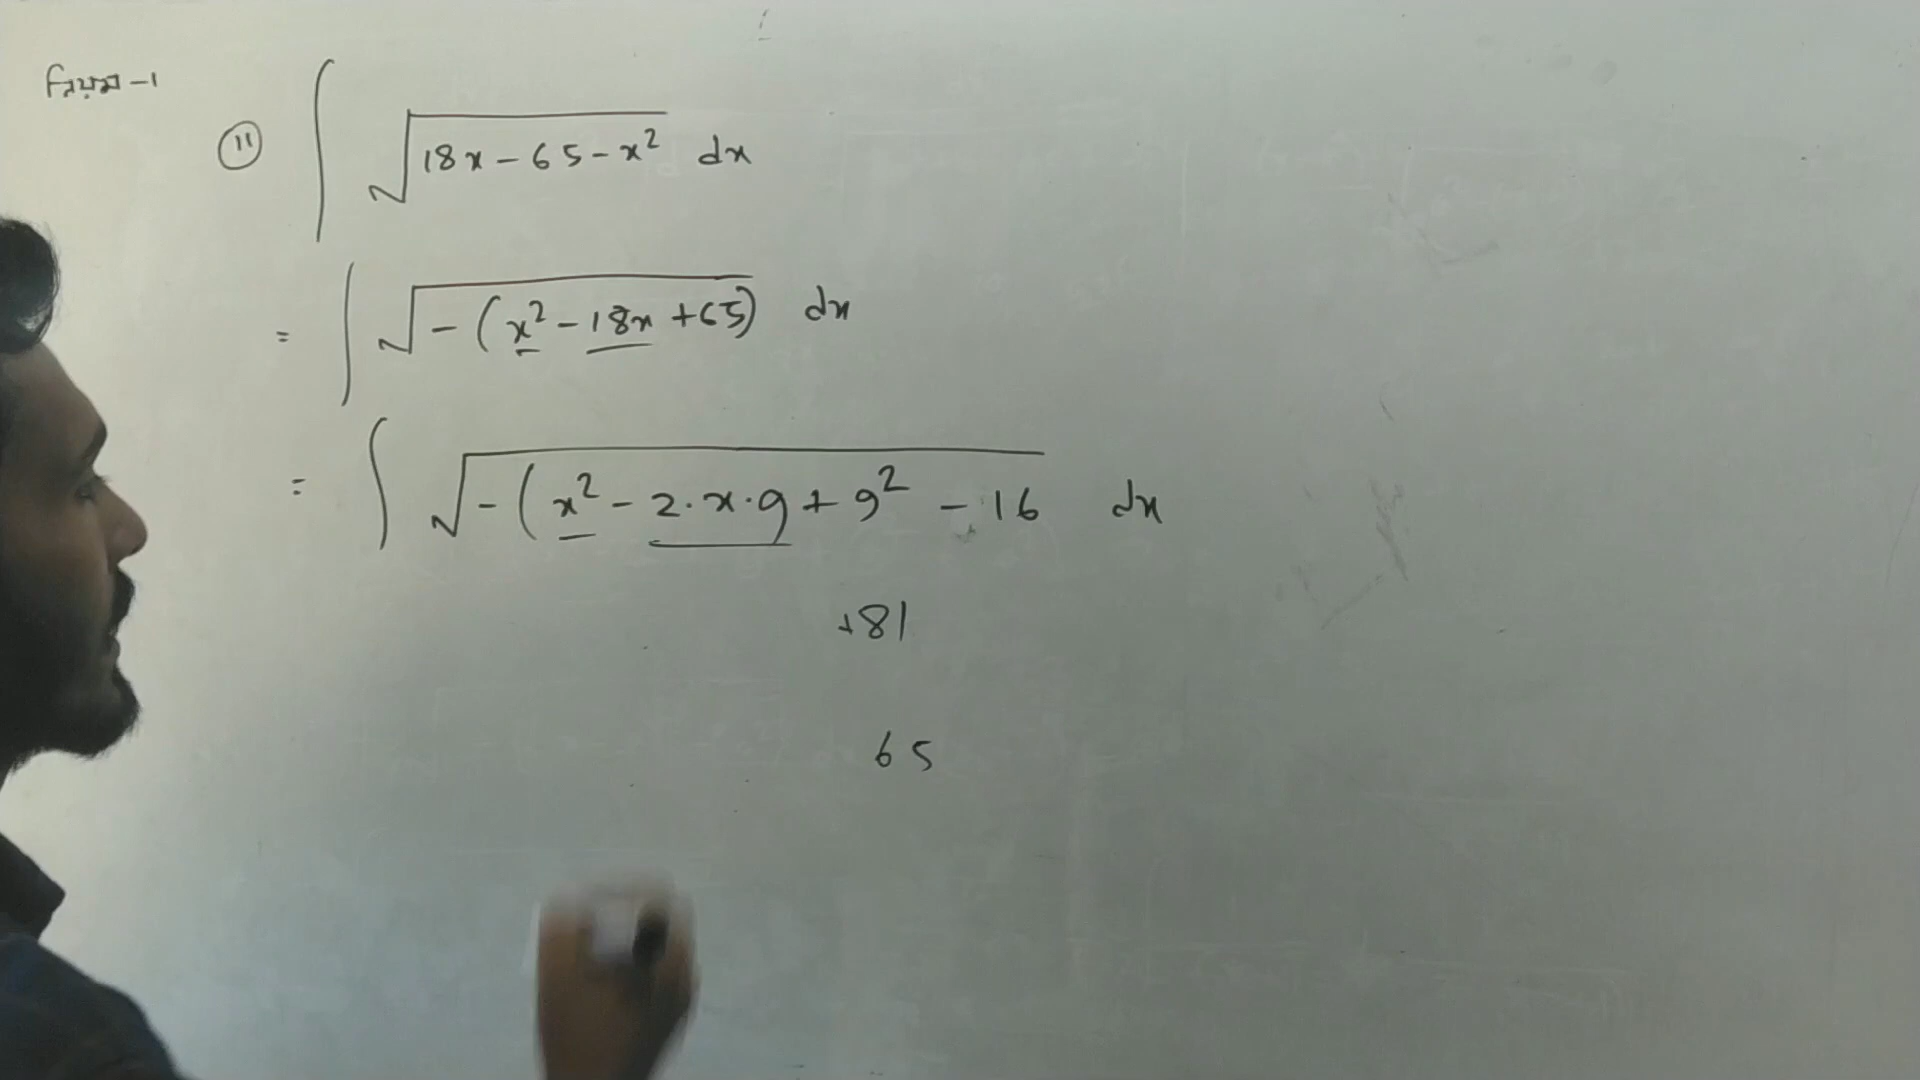 নিয়ম -১
(11) ∫ √(18x - 65 - x²) dx
= ∫ √(-(x² - 18x + 65)) dx
= ∫ √(-(x² - 2.x.9 + 9² - 16 dx
+81
65